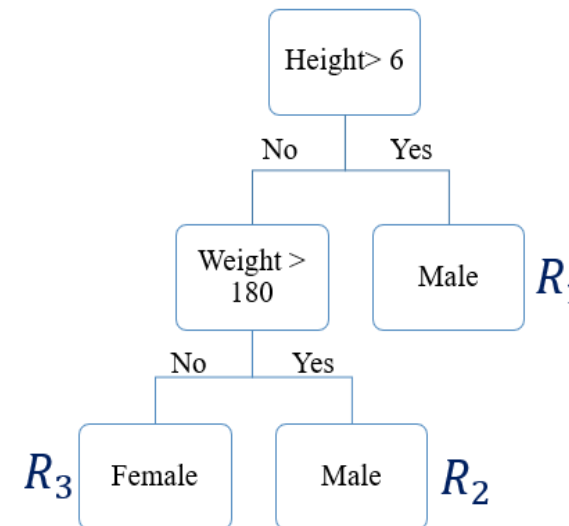 Height> 6
No Yes
Weight >
180
Male R
No Yes
R₃ Female Male R₂